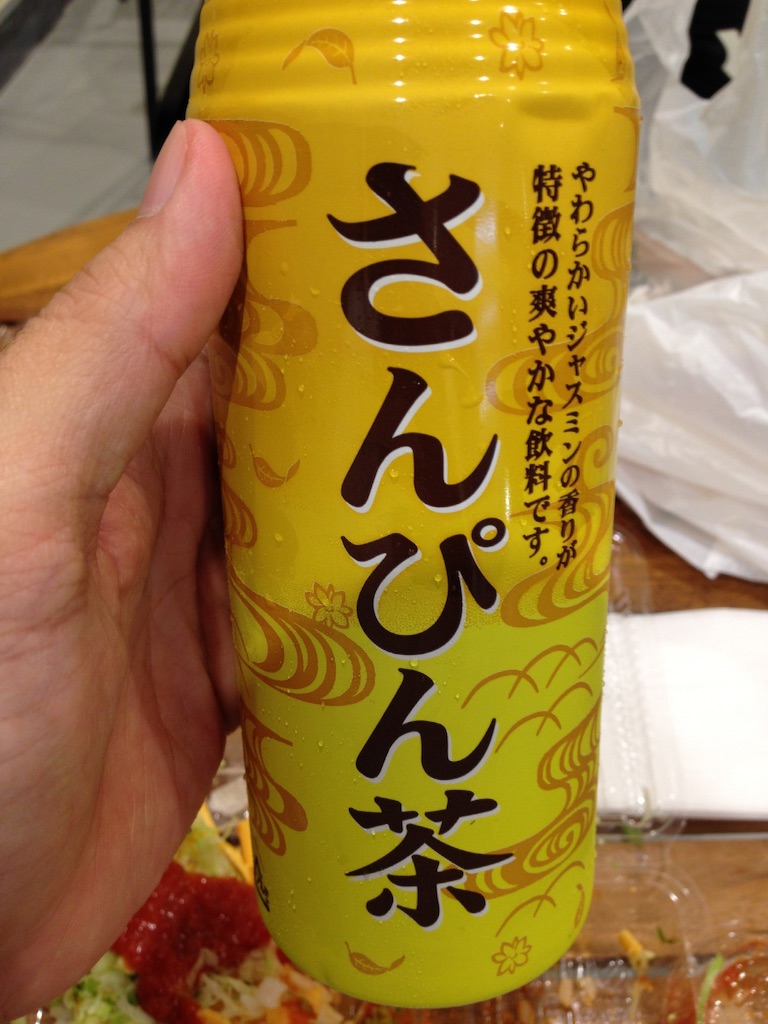 やわらかいジャスミンの香りが
特徴の爽やかな飲料です。
さんぴん茶